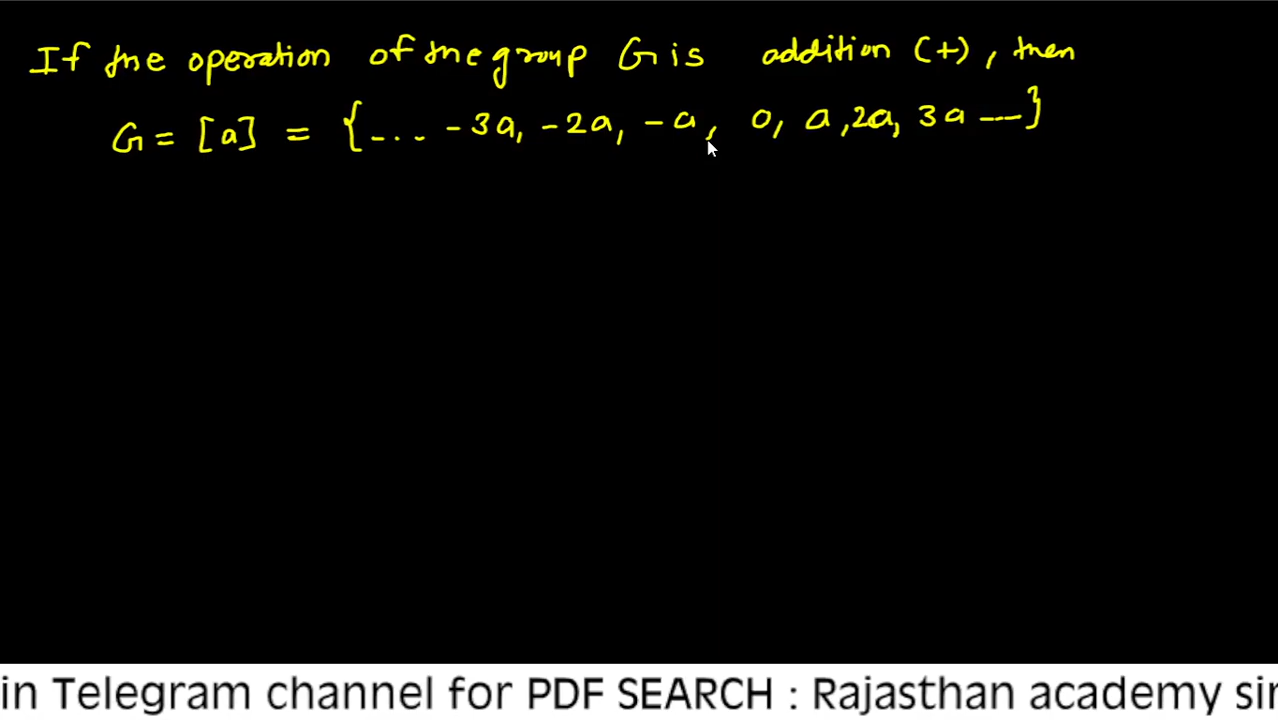 If the operation of the group G is addition (+), then
G = [a] = {... -3a, -2a, -a, 0, a, 2a, 3a ---}
in Telegram channel for PDF SEARCH : Rajasthan academy sir